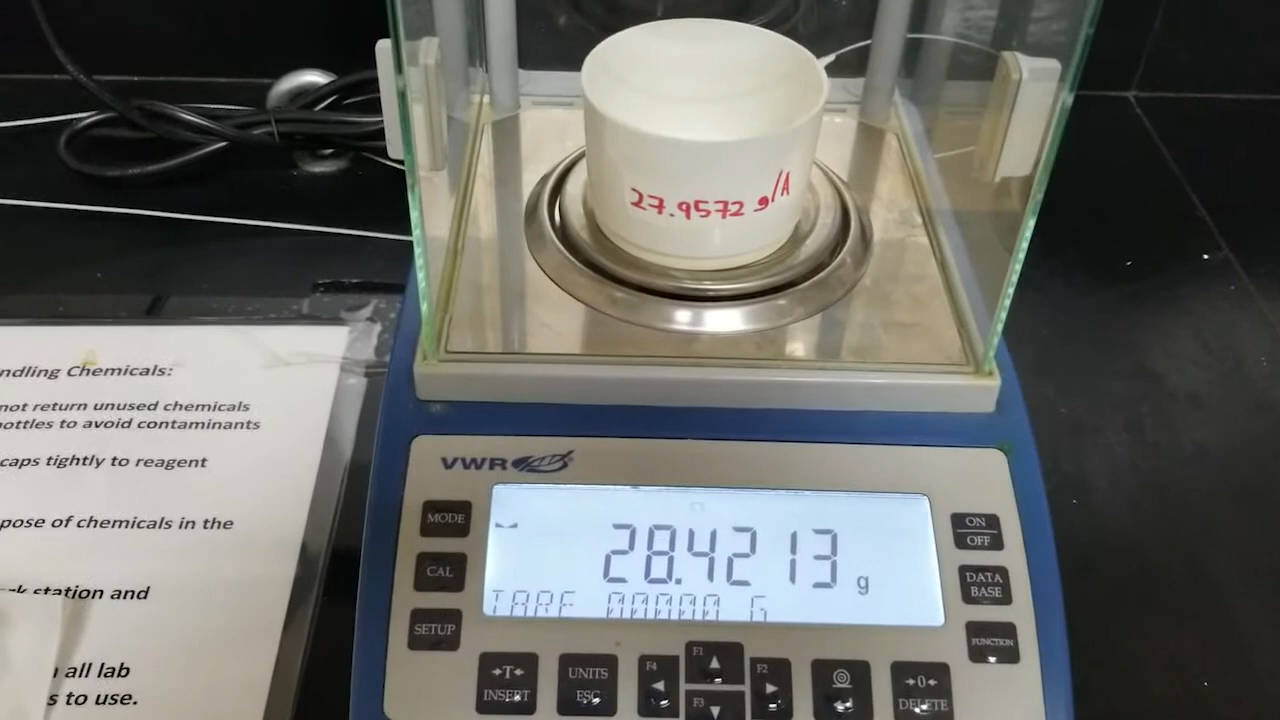 27.9572 g/A
ndling Chemicals:
not return unused chemicals
ottles to avoid contaminants
caps tightly to reagent
pose of chemicals in the
station and
all lab
s to use.
VWR
28.4213 g
TARE 00000 G
MODE
CAL
SETUP
ON
OFF
DATA
BASE
FUNCTION
→T←
INSERT
UNITS
ESC
F4
F1
F3
F2
→0←
DELETE